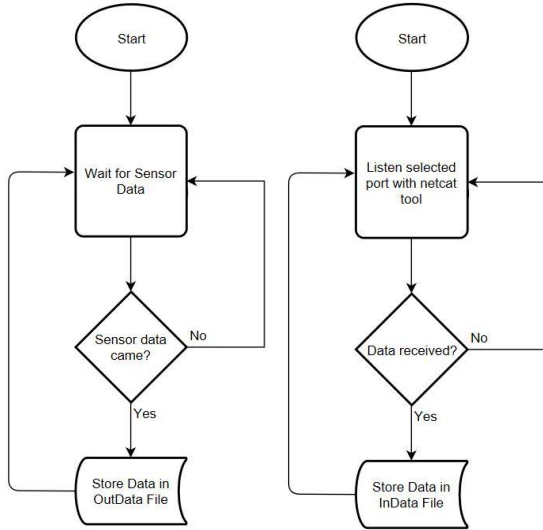 Start
Wait for Sensor
Data
Sensor data
came?
No
Yes
Store Data in
OutData File
Start
Listen selected
port with netcat
tool
Data received?
No
Yes
Store Data in
InData File